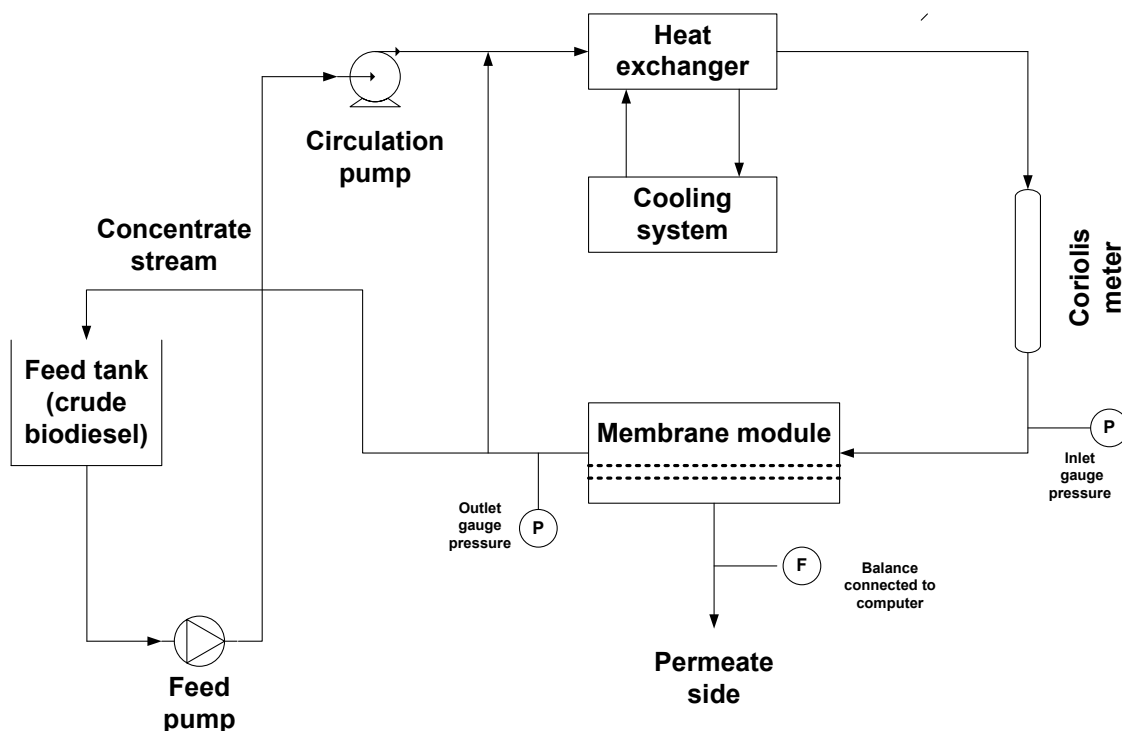 Heat
exchanger
Circulation
pump
Cooling
system
Concentrate
stream
Coriolis
meter
Feed tank
(crude
biodiesel)
Membrane module
P
Inlet
gauge
pressure
Outlet
gauge
pressure
P
F
Balance
connected to
computer
Permeate
side
Feed
pump